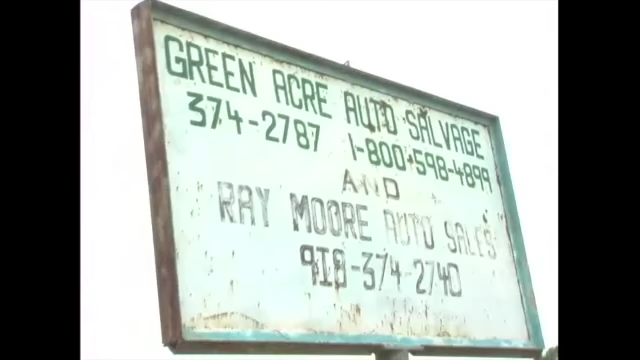 GREEN ACRE AUTO SALVAGE
374-2787 1-800-598-4899
AND
RAY MOORE AUTO SALES
918-374-2740